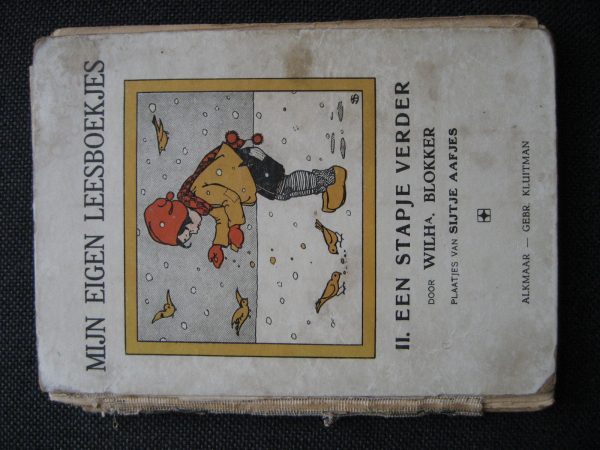 MIJN EIGEN LEESBOEKJES
II. EEN STAPJE VERDER
DOOR WILHA. BLOKKER
PLAATJES VAN SIJTJE AAFJES
ALKMAAR — GEBR. KLUITMAN